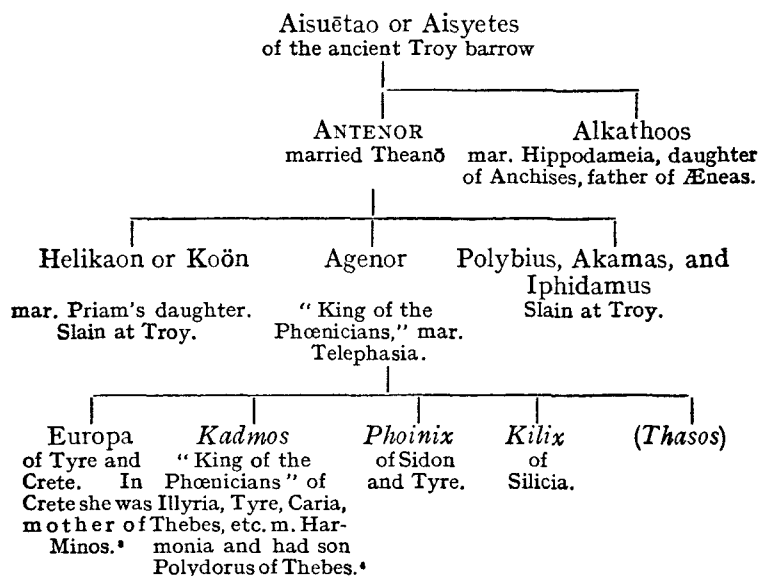 Aisuētao or Aisyetes
of the ancient Troy barrow
ANTENOR
married Theanō
Alkathoos
mar. Hippodameia, daughter
of Anchises, father of Æneas.
Helikaon or Koön
mar. Priam's daughter.
Slain at Troy.
Agenor
" King of the
Phœnicians," mar.
Telephasia.
Polybius, Akamas, and
Iphidamus
Slain at Troy.
Europa
of Tyre and
Crete. In
Crete she was
mother of
Minos.³
Kadmos
" King of the
Phœnicians " of
Illyria, Tyre, Caria,
Thebes, etc. m. Har-
monia and had son
Polydorus of Thebes.⁴
Phoinix
of Sidon
and Tyre.
Kilix
of
Silicia.
(Thasos)